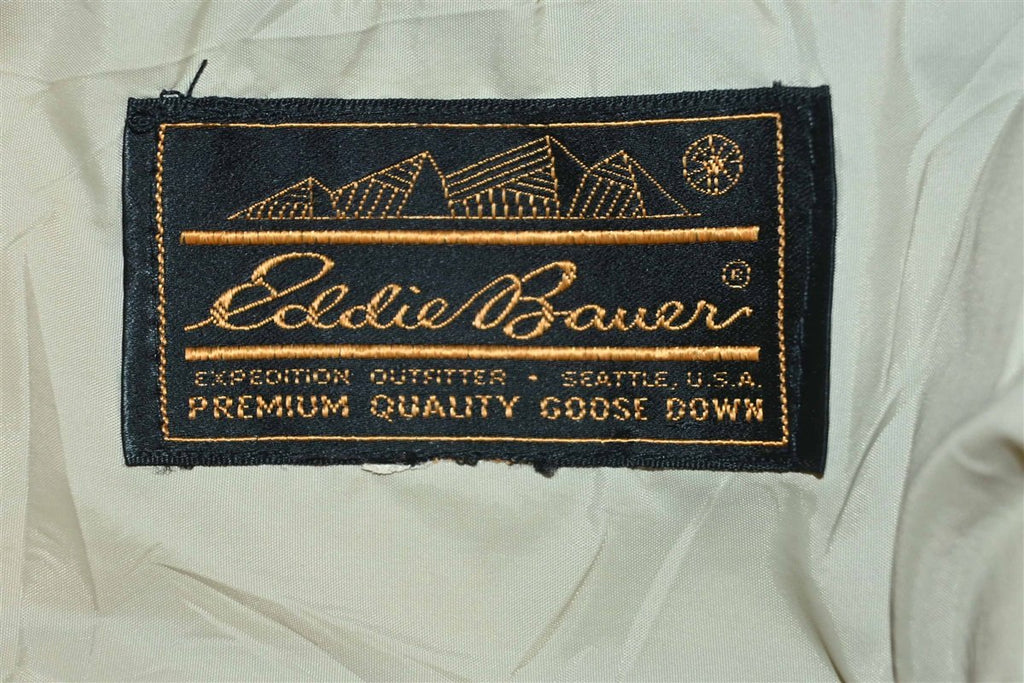 Eddie Bauer ®
EXPEDITION OUTFITTER • SEATTLE, U.S.A.
PREMIUM QUALITY GOOSE DOWN